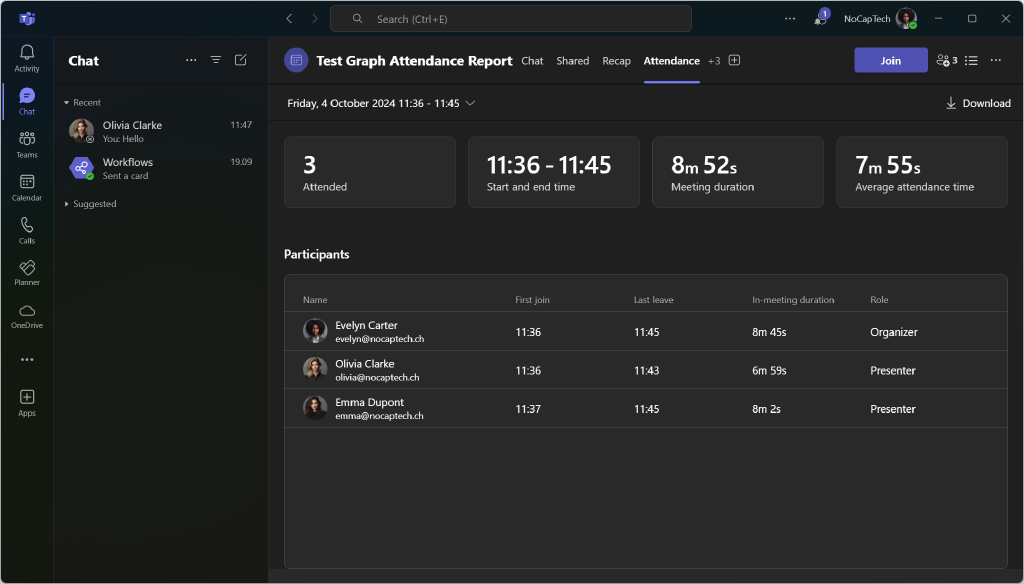 Search (Ctrl+E)
1
NoCapTech
Activity
Chat
Teams
Calendar
Calls
Planner
OneDrive
Apps
Chat
Recent
Olivia Clarke 11:47
You: Hello
Workflows 19.09
Sent a card
Suggested
Test Graph Attendance Report Chat Shared Recap Attendance +3 Join 3
Friday, 4 October 2024 11:36 - 11:45 Download
3
Attended
11:36 - 11:45
Start and end time
8m 52s
Meeting duration
7m 55s
Average attendance time
Participants
Name First join Last leave In-meeting duration Role
Evelyn Carter
evelyn@nocaptech.ch
11:36 11:45 8m 45s Organizer
Olivia Clarke
olivia@nocaptech.ch
11:36 11:43 6m 59s Presenter
Emma Dupont
emma@nocaptech.ch
11:37 11:45 8m 2s Presenter